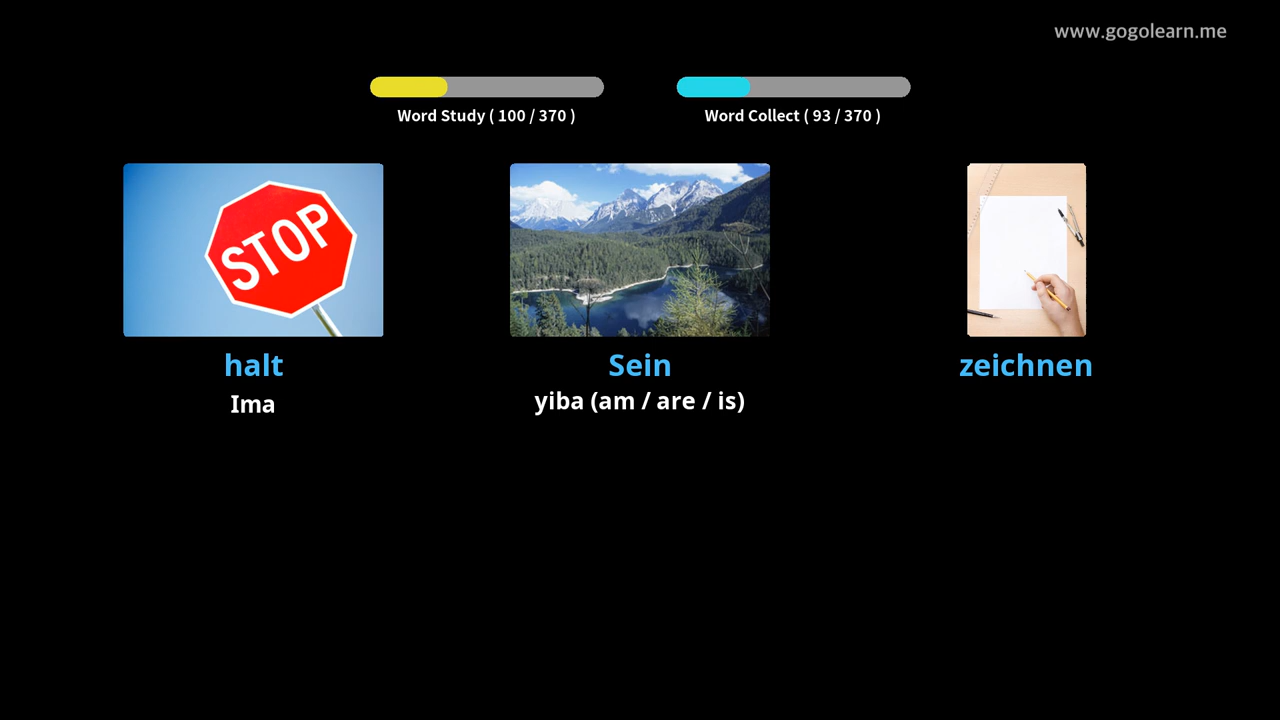 www.gogolearn.me
Word Study ( 100 / 370 )
Word Collect ( 93 / 370 )
STOP
halt
Sein
zeichnen
Ima
yiba (am / are / is)